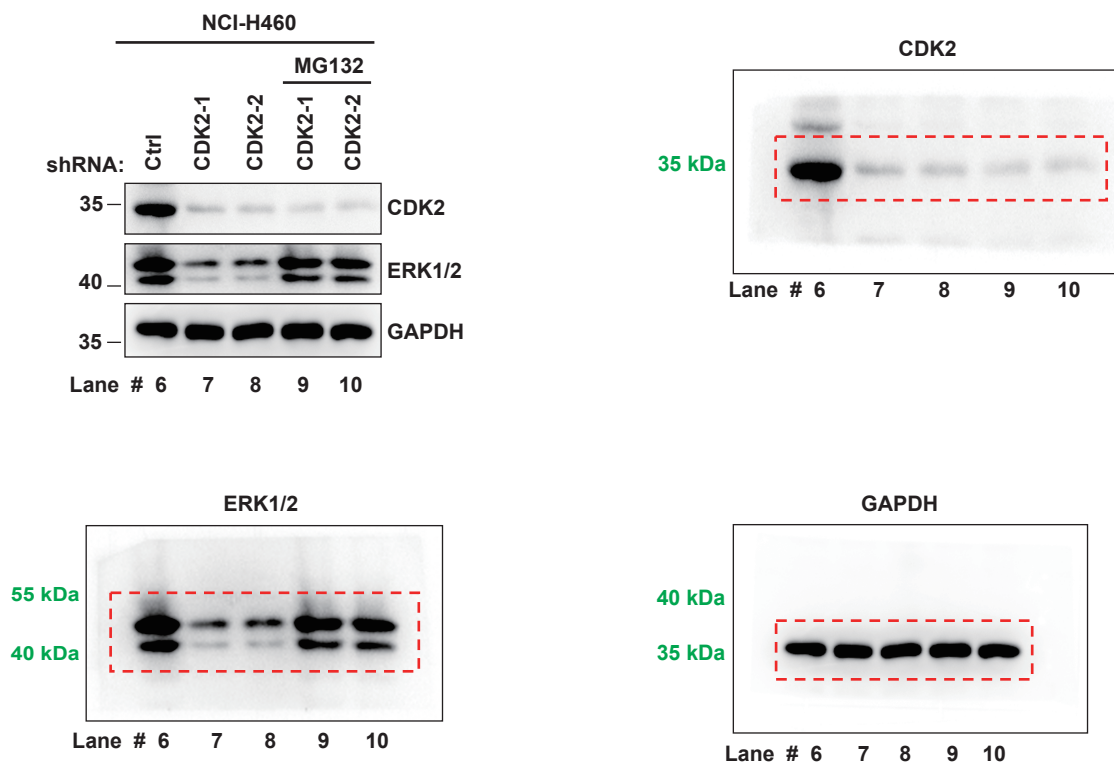 NCI-H460
MG132
shRNA: Ctrl CDK2-1 CDK2-2 CDK2-1 CDK2-2
35 CDK2
40 ERK1/2
35 GAPDH
Lane # 6 7 8 9 10
CDK2
35 kDa
Lane # 6 7 8 9 10
ERK1/2
55 kDa
40 kDa
Lane # 6 7 8 9 10
GAPDH
40 kDa
35 kDa
Lane # 6 7 8 9 10